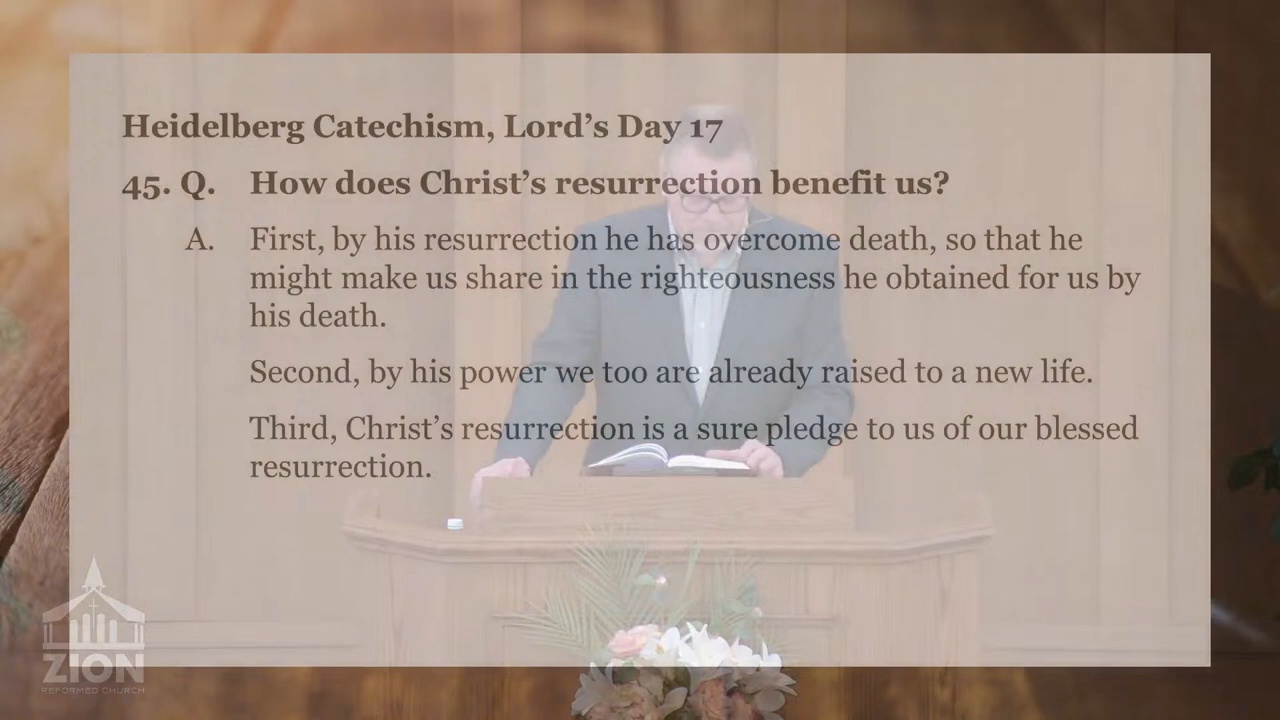 Heidelberg Catechism, Lord’s Day 17
45. Q. How does Christ’s resurrection benefit us?
A. First, by his resurrection he has overcome death, so that he
might make us share in the righteousness he obtained for us by
his death.
Second, by his power we too are already raised to a new life.
Third, Christ’s resurrection is a sure pledge to us of our blessed
resurrection.
ZION
REFORMED CHURCH